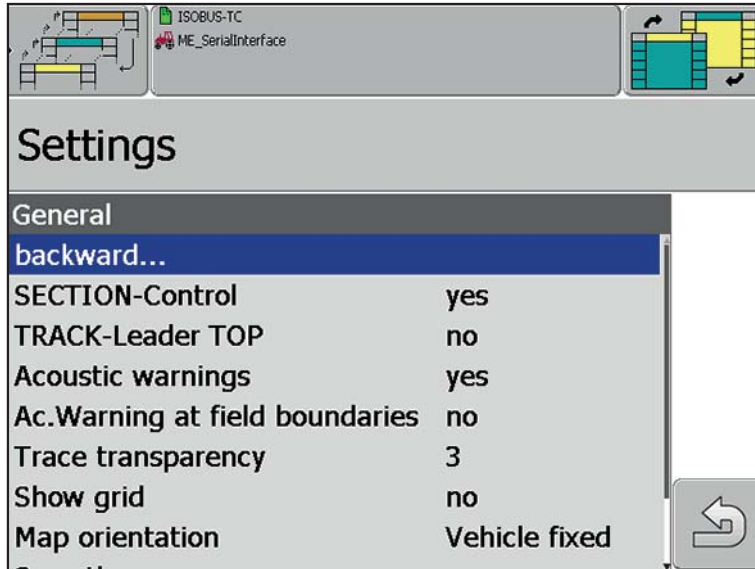 ISOBUS-TC
ME_SerialInterface
Settings
General
backward...
SECTION-Control yes
TRACK-Leader TOP no
Acoustic warnings yes
Ac.Warning at field boundaries no
Trace transparency 3
Show grid no
Map orientation Vehicle fixed